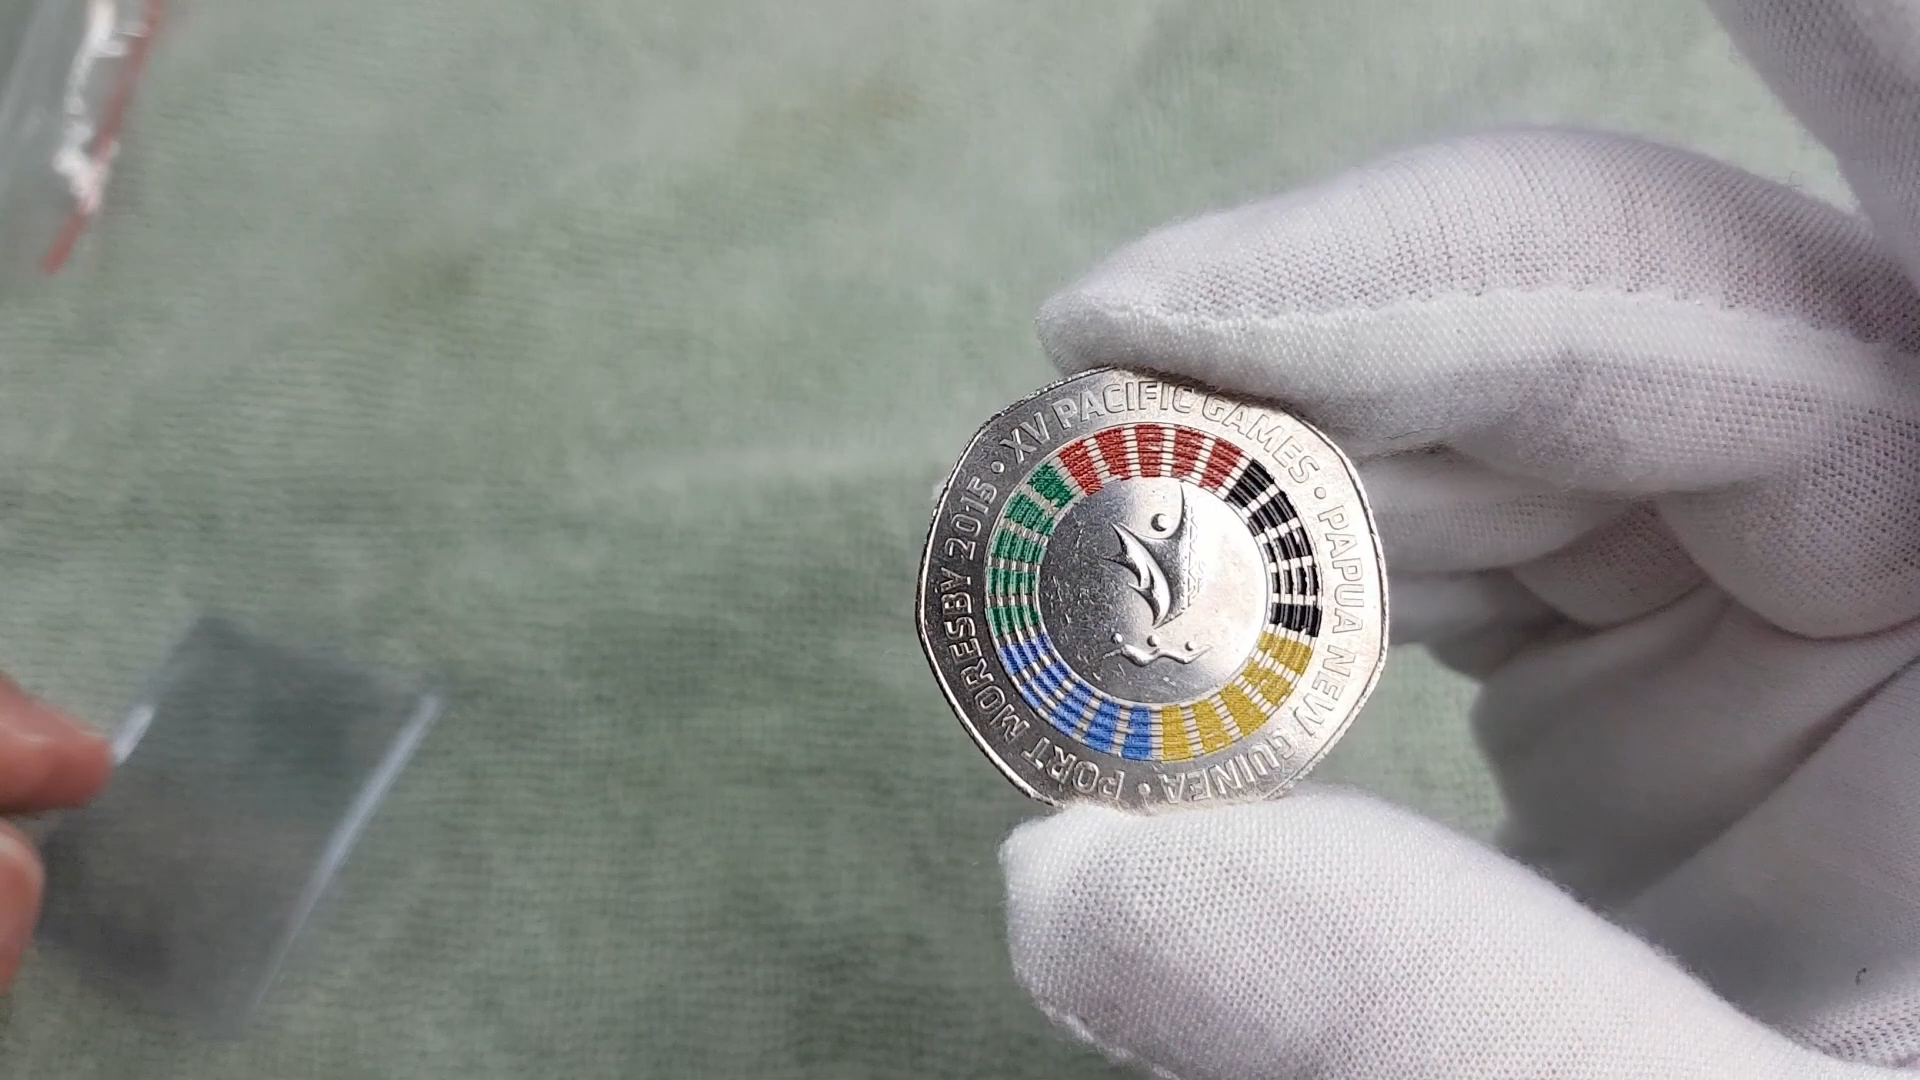 XV PACIFIC GAMES • PAPUA NEW GUINEA • PORT MORESBY 2015 •